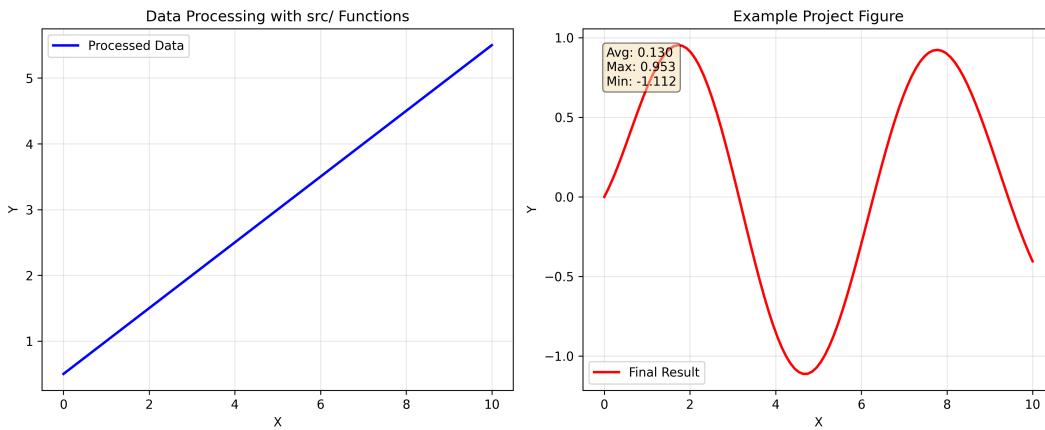 Data Processing with src/ Functions
Processed Data
5
4
3
2
1
Y
0
2
4
6
8
10
X
Example Project Figure
Avg: 0.130
Max: 0.953
Min: -1.112
1.0
0.5
0.0
−0.5
−1.0
Y
Final Result
0
2
4
6
8
10
X